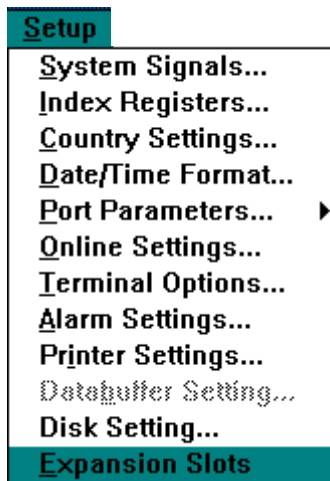 Setup
System Signals...
Index Registers...
Country Settings...
Date/Time Format...
Port Parameters...
Online Settings...
Terminal Options...
Alarm Settings...
Printer Settings...
Databuffer Setting...
Disk Setting...
Expansion Slots